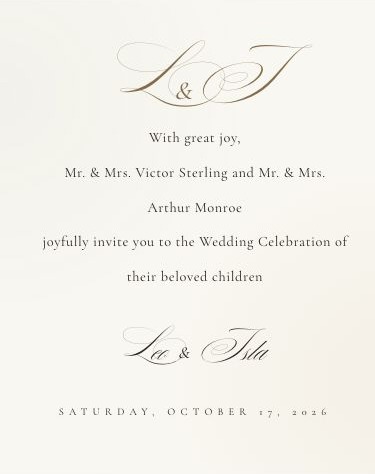 L & I
With great joy,
Mr. & Mrs. Victor Sterling and Mr. & Mrs.
Arthur Monroe
joyfully invite you to the Wedding Celebration of
their beloved children
Leo & Isla
SATURDAY, OCTOBER 17, 2026